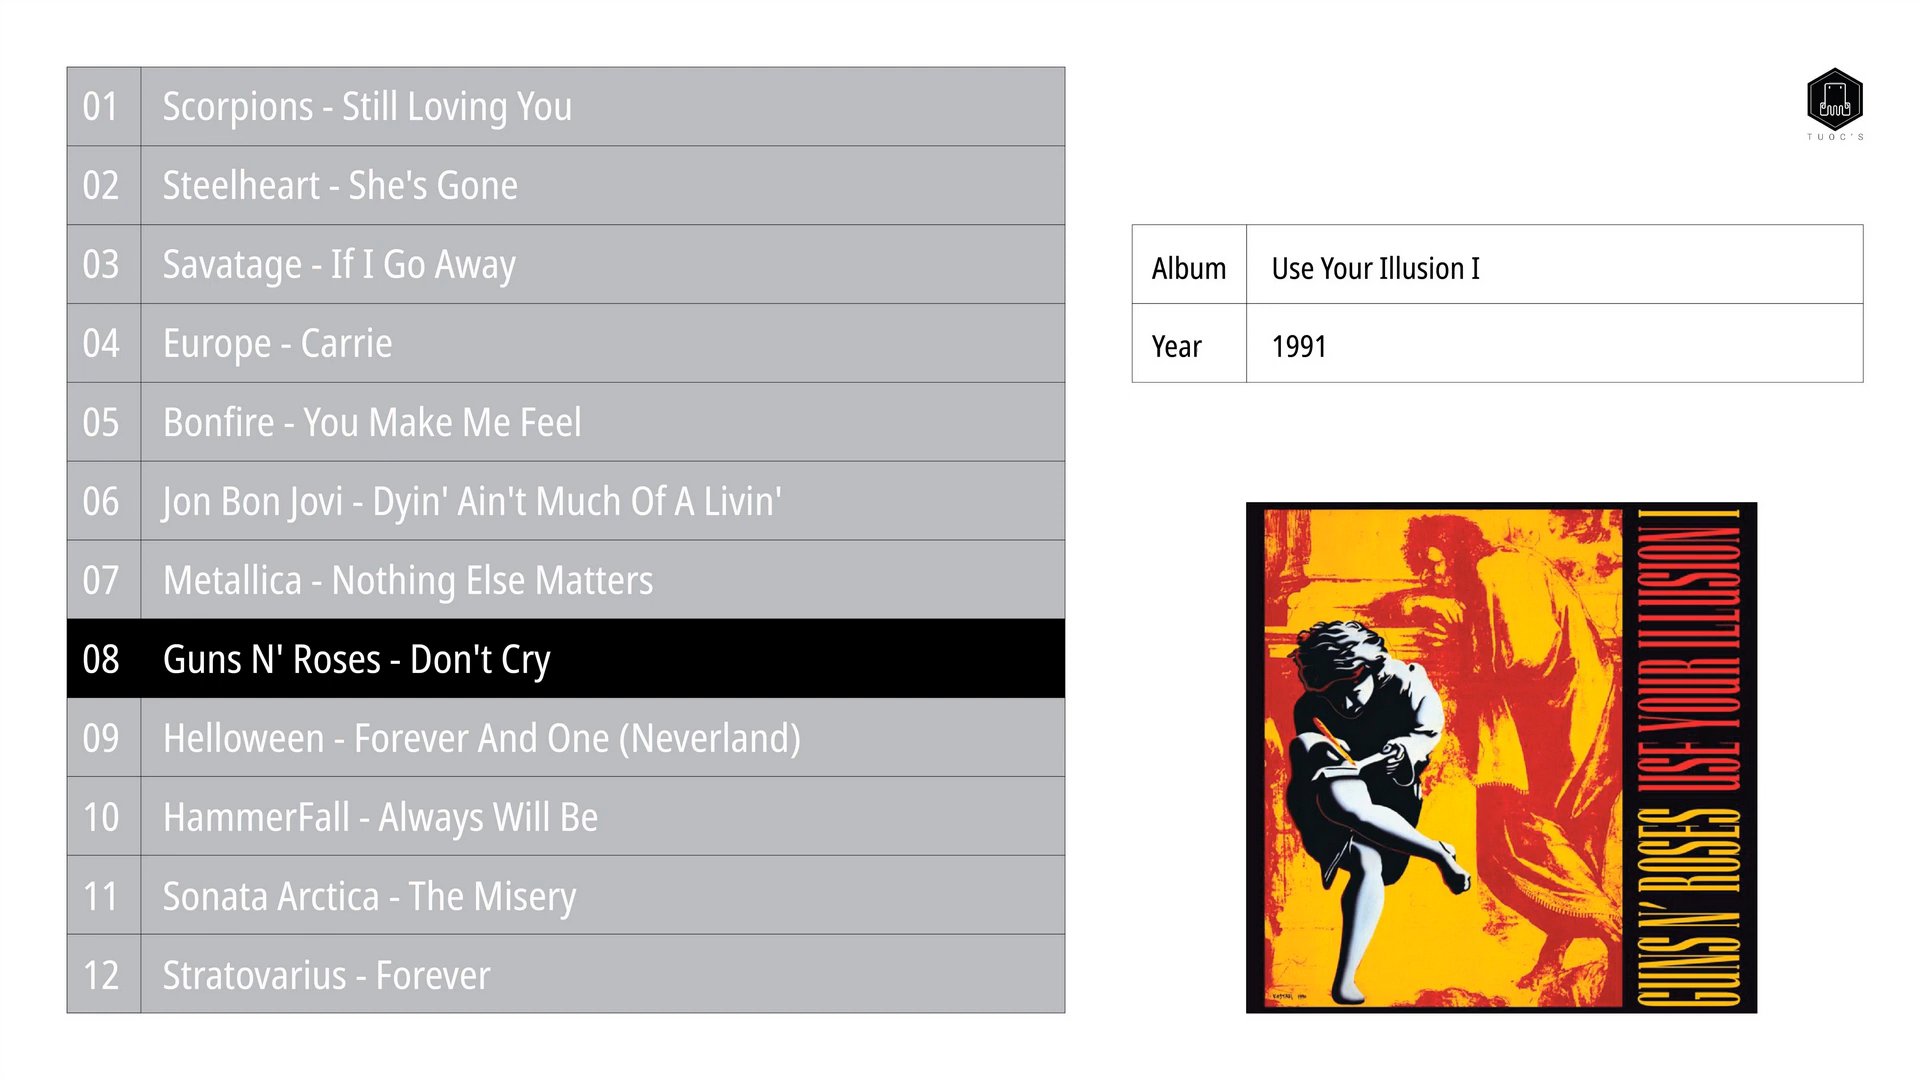 01 Scorpions - Still Loving You
02 Steelheart - She's Gone
03 Savatage - If I Go Away
04 Europe - Carrie
05 Bonfire - You Make Me Feel
06 Jon Bon Jovi - Dyin' Ain't Much Of A Livin'
07 Metallica - Nothing Else Matters
08 Guns N' Roses - Don't Cry
09 Helloween - Forever And One (Neverland)
10 HammerFall - Always Will Be
11 Sonata Arctica - The Misery
12 Stratovarius - Forever
TUOC'S
Album Use Your Illusion I
Year 1991
GUNS N' ROSES USE YOUR ILLUSION I